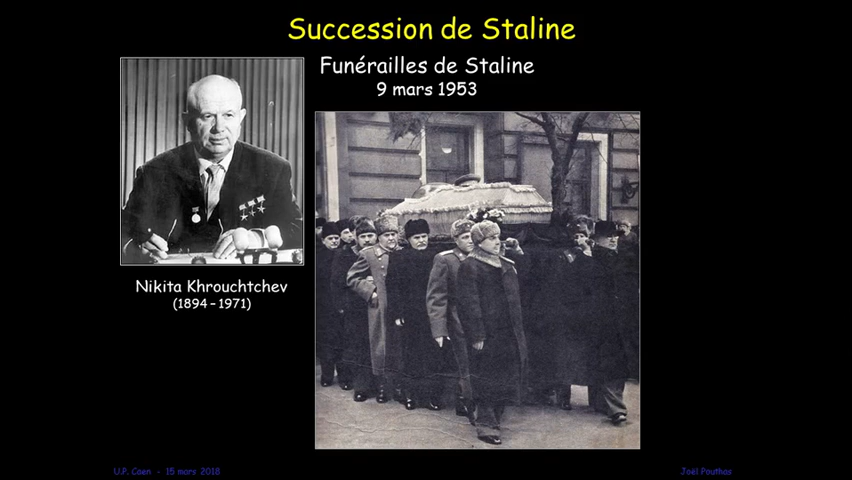 Succession de Staline
Funérailles de Staline
9 mars 1953
Nikita Khrouchtchev
(1894 – 1971)
U.P. Caen - 15 mars 2018
Joël Pouthas